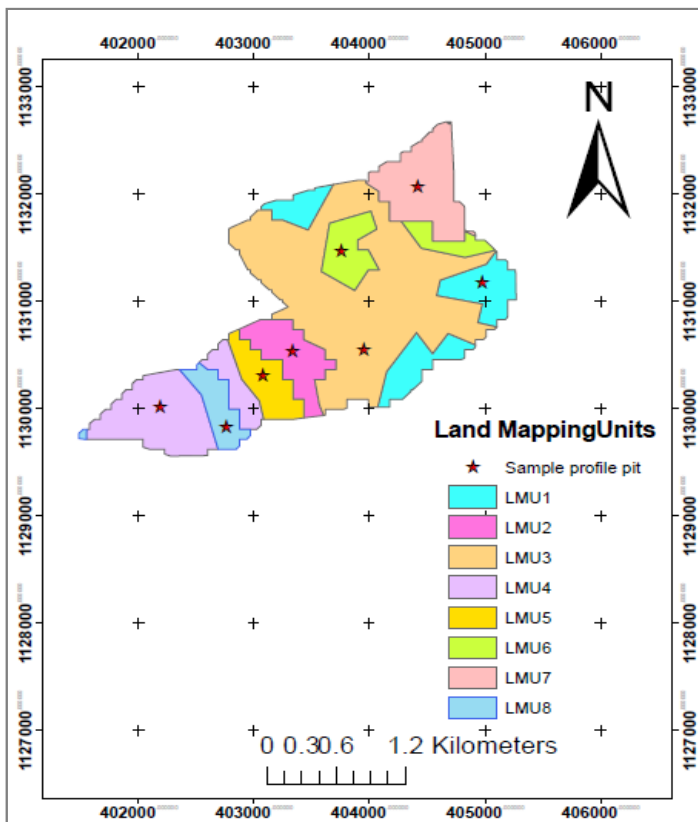 402000 403000 404000 405000 406000
1133000 1133000
N
1132000 1132000
1131000 1131000
1130000 1130000
Land MappingUnits
Sample profile pit
LMU1
1129000 1129000
LMU2
LMU3
LMU4
1128000 1128000
LMU5
LMU6
LMU7
LMU8
1127000 1127000
0 0.30.6 1.2 Kilometers
402000 403000 404000 405000 406000